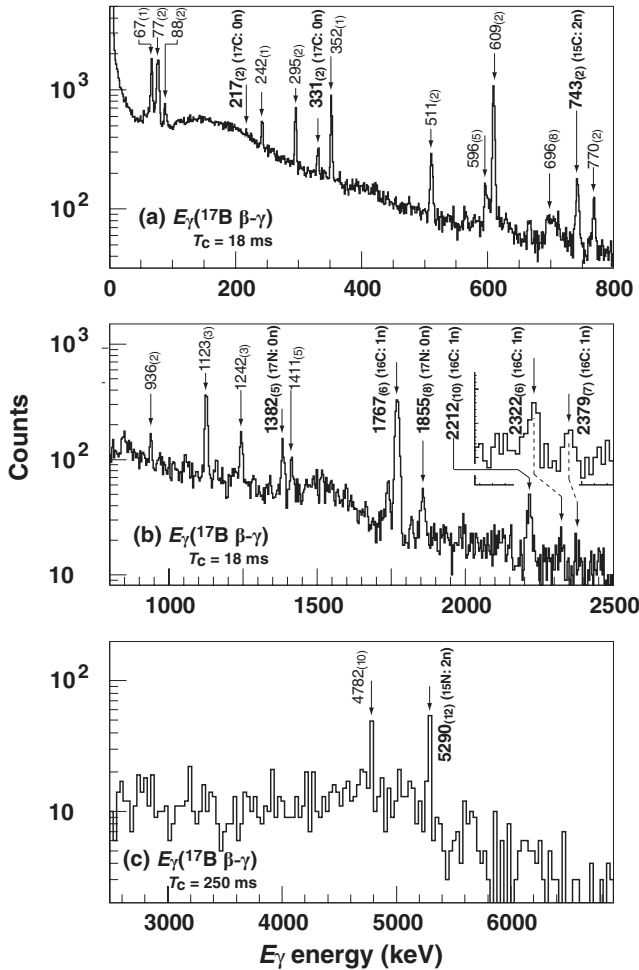 (a) Eγ(¹⁷B β-γ)
Tc = 18 ms
67(1)
77(2)
88(2)
217(2) (17C: 0n)
242(1)
295(2)
331(2) (17C: 0n)
352(1)
511(2)
596(5)
609(2)
696(8)
743(2) (15C: 2n)
770(2)
10³
10²
0 200 400 600 800
(b) Eγ(¹⁷B β-γ)
Tc = 18 ms
936(2)
1123(3)
1242(3)
1382(5) (17N: 0n)
1411(5)
1767(6) (16C: 1n)
1855(8) (17N: 0n)
2212(10) (16C: 1n)
2322(6) (16C: 1n)
2379(7) (16C: 1n)
10³
10²
10
Counts
1000 1500 2000 2500
(c) Eγ(¹⁷B β-γ)
Tc = 250 ms
4782(10)
5290(12) (15N: 2n)
10²
10
3000 4000 5000 6000
Eγ energy (keV)